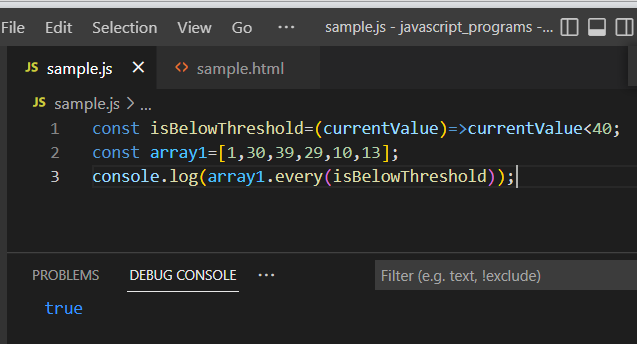 File Edit Selection View Go ··· sample.js - javascript_programs -...
JS sample.js × <> sample.html
JS sample.js > ...
1 const isBelowThreshold=(currentValue)=>currentValue<40;
2 const array1=[1,30,39,29,10,13];
3 console.log(array1.every(isBelowThreshold));
PROBLEMS DEBUG CONSOLE ··· Filter (e.g. text, !exclude)
true